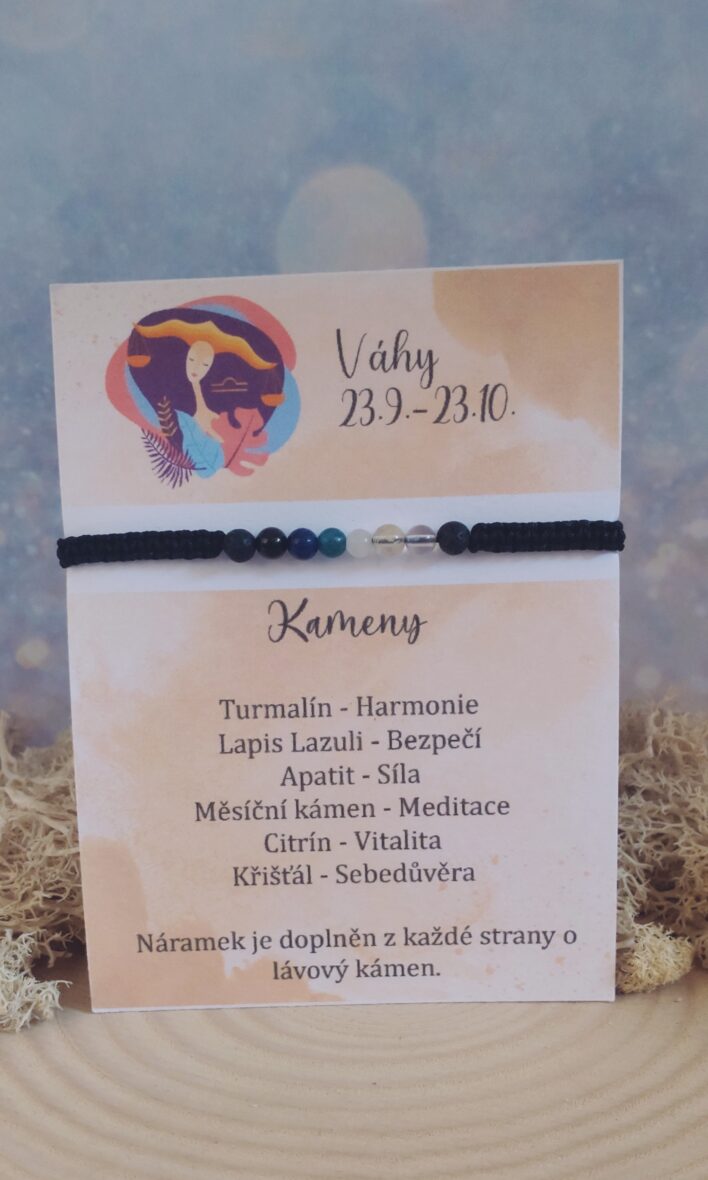 Váhy
23.9.-23.10.
Kameny
Turmalín - Harmonie
Lapis Lazuli - Bezpečí
Apatit - Síla
Měsíční kámen - Meditace
Citrín - Vitalita
Křišťál - Sebedůvěra
Náramek je doplněn z každé strany o
lávový kámen.